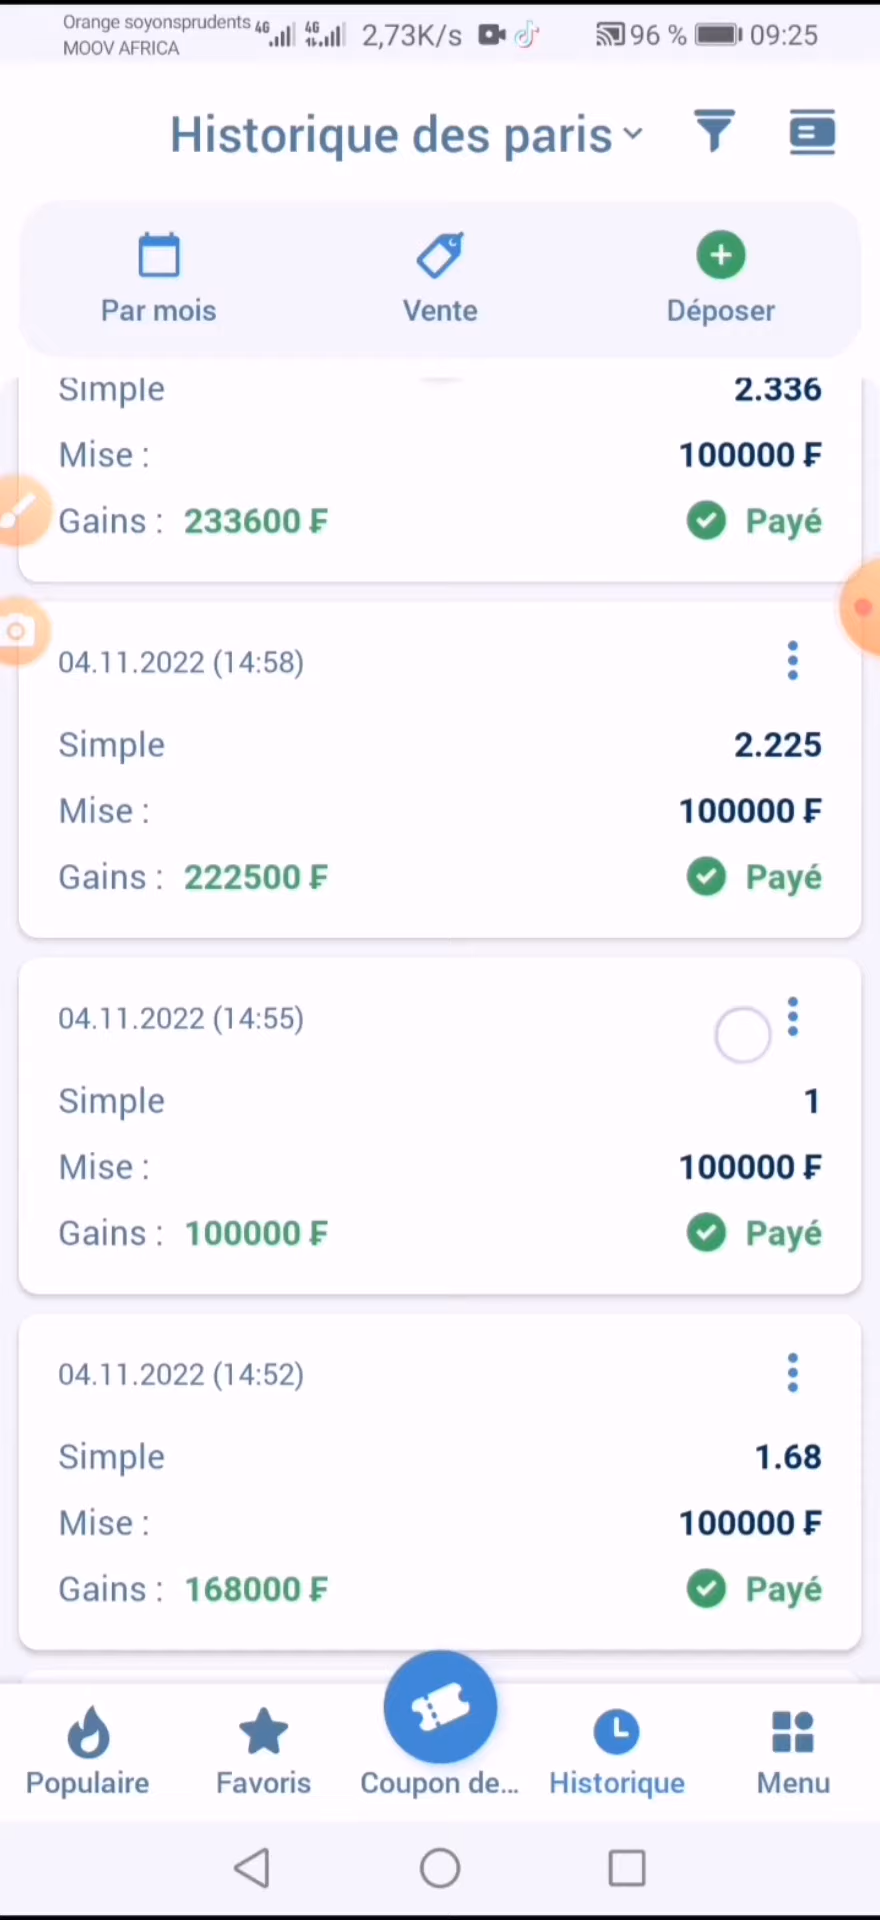 Orange soyonsprudents 4G 4G 2,73K/s 96 % 09:25
MOOV AFRICA
Historique des paris
Par mois Vente Déposer
Simple 2.336
Mise : 100000 ₣
Gains : 233600 ₣ Payé
04.11.2022 (14:58)
Simple 2.225
Mise : 100000 ₣
Gains : 222500 ₣ Payé
04.11.2022 (14:55)
Simple 1
Mise : 100000 ₣
Gains : 100000 ₣ Payé
04.11.2022 (14:52)
Simple 1.68
Mise : 100000 ₣
Gains : 168000 ₣ Payé
Populaire Favoris Coupon de... Historique Menu